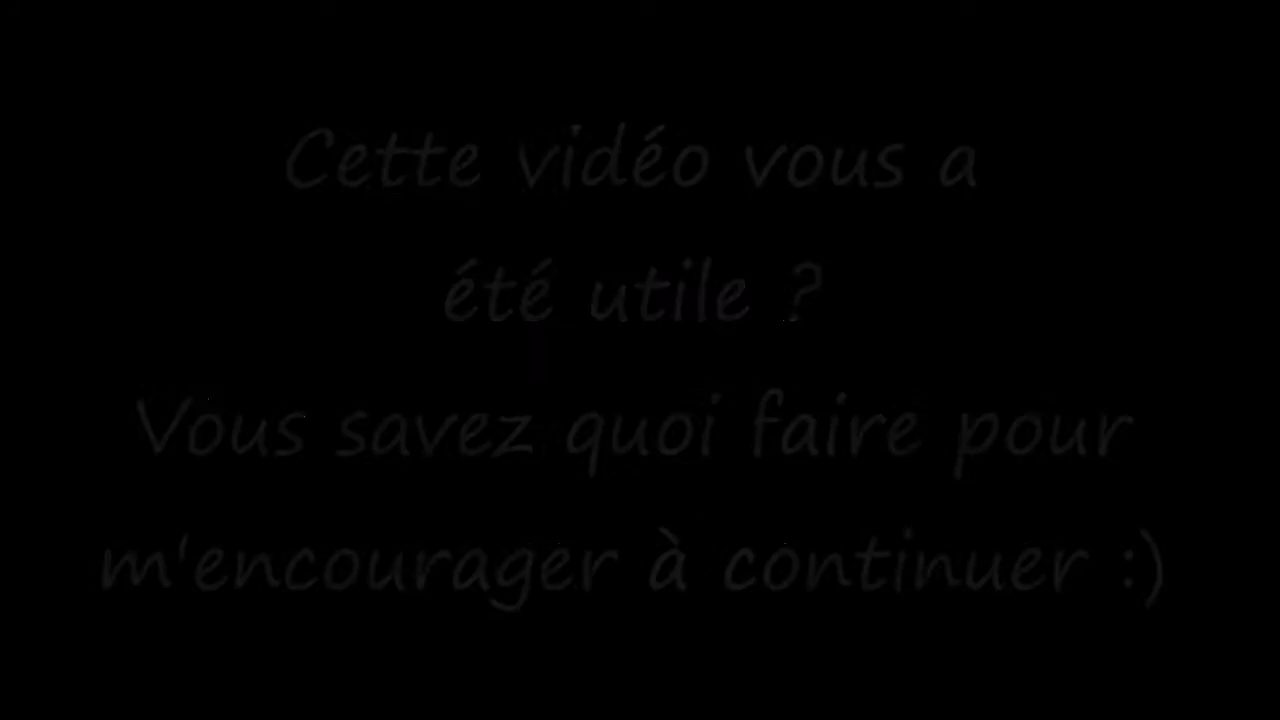 Cette vidéo vous a
été utile ?
Vous savez quoi faire pour
m'encourager à continuer :)